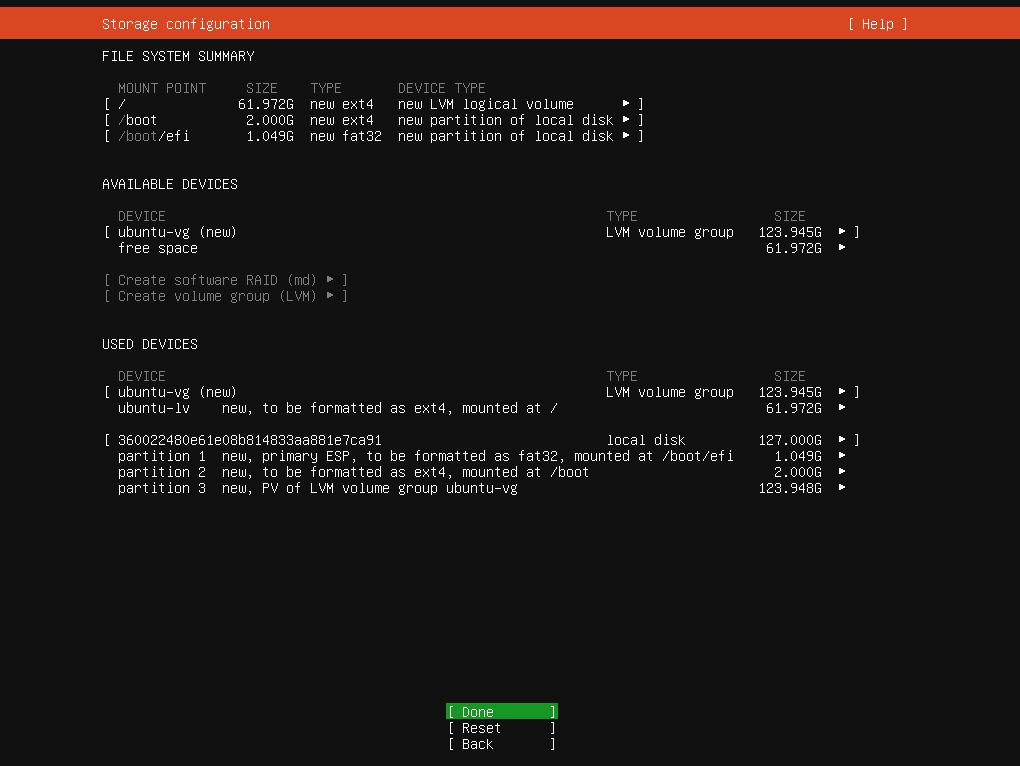 Storage configuration [ Help ]
FILE SYSTEM SUMMARY
MOUNT POINT SIZE TYPE DEVICE TYPE
[ / 61.972G new ext4 new LVM logical volume ▸ ]
[ /boot 2.000G new ext4 new partition of local disk ▸ ]
[ /boot/efi 1.049G new fat32 new partition of local disk ▸ ]
AVAILABLE DEVICES
DEVICE TYPE SIZE
[ ubuntu-vg (new) LVM volume group 123.945G ▸ ]
free space 61.972G ▸
[ Create software RAID (md) ▸ ]
[ Create volume group (LVM) ▸ ]
USED DEVICES
DEVICE TYPE SIZE
[ ubuntu-vg (new) LVM volume group 123.945G ▸ ]
ubuntu-lv new, to be formatted as ext4, mounted at / 61.972G ▸
[ 360022480e61e08b814833aa881e7ca91 local disk 127.000G ▸ ]
partition 1 new, primary ESP, to be formatted as fat32, mounted at /boot/efi 1.049G ▸
partition 2 new, to be formatted as ext4, mounted at /boot 2.000G ▸
partition 3 new, PV of LVM volume group ubuntu-vg 123.948G ▸
[ Done ]
[ Reset ]
[ Back ]